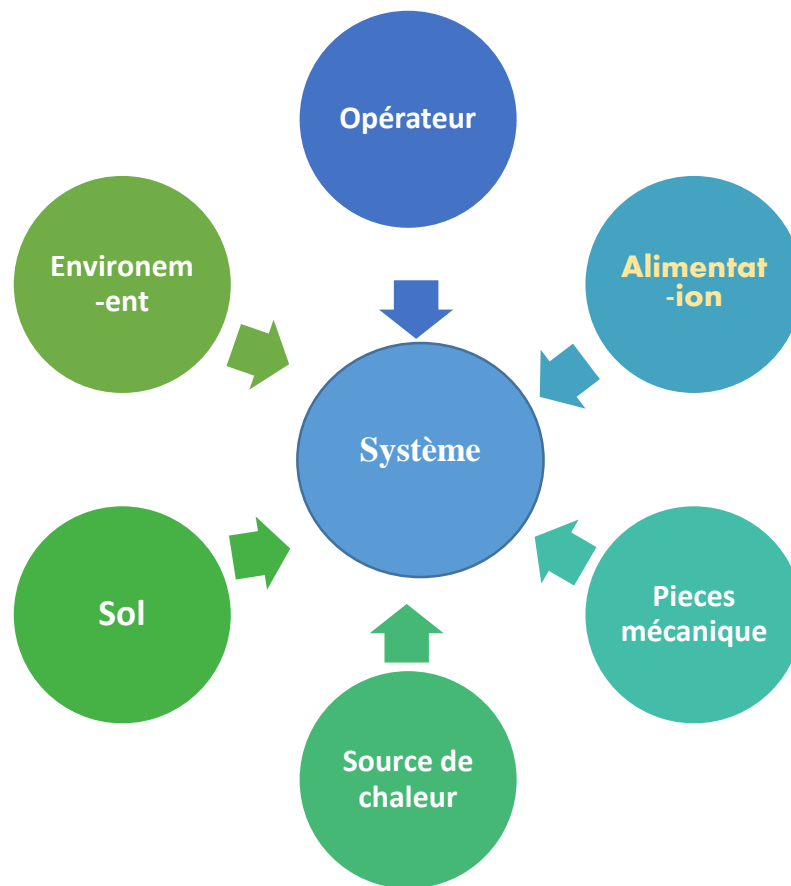 Opérateur
Environem
-ent
Alimentat
-ion
Système
Sol
Pieces
mécanique
Source de
chaleur